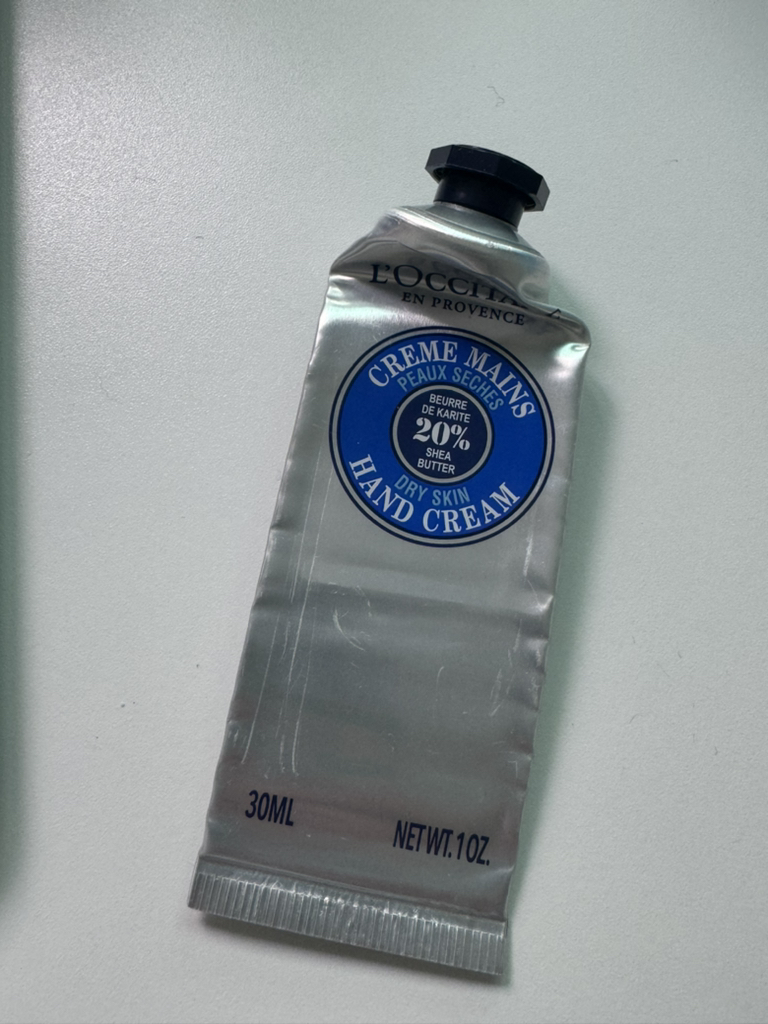 L'OCCITA
EN PROVENCE
CREME MAINS
PEAUX SECHES
BEURRE
DE KARITE
20%
SHEA
BUTTER
DRY SKIN
HAND CREAM
30ML
NET WT. 1 OZ.